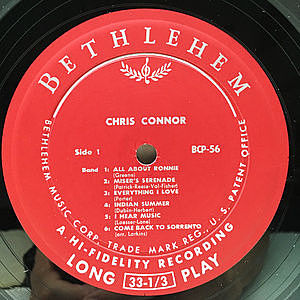 BETHLEHEM
CHRIS CONNOR
Side 1
BCP-56
Band 1: ALL ABOUT RONNIE
(Greene)
2: MISER'S SERENADE
(Patrick-Reese-Val-Fisher)
3: EVERYTHING I LOVE
(Porter)
4: INDIAN SUMMER
(Dubin-Herbert)
5: I HEAR MUSIC
(Loesser-Lane)
6: COME BACK TO SORRENTO
(arr. Larkins)
BETHLEHEM MUSIC CORP. TRADE MARK REG. U.S. PATENT OFFICE
A HI-FIDELITY RECORDING
LONG 33-1/3 PLAY